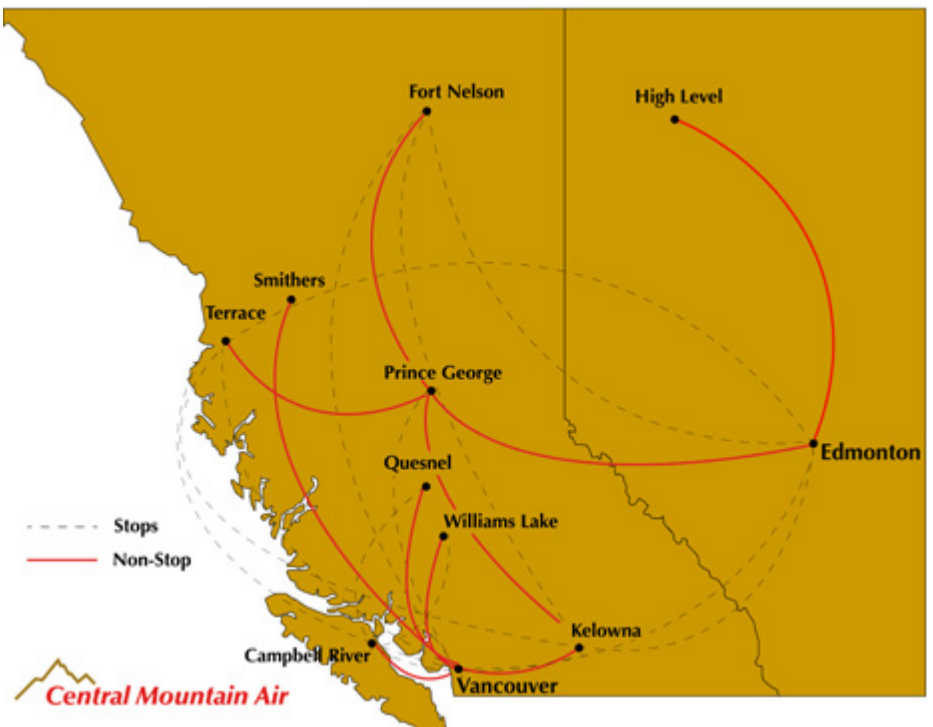 Fort Nelson
High Level
Smithers
Terrace
Prince George
Edmonton
Quesnel
Williams Lake
Stops
Non-Stop
Kelowna
Campbell River
Vancouver
Central Mountain Air